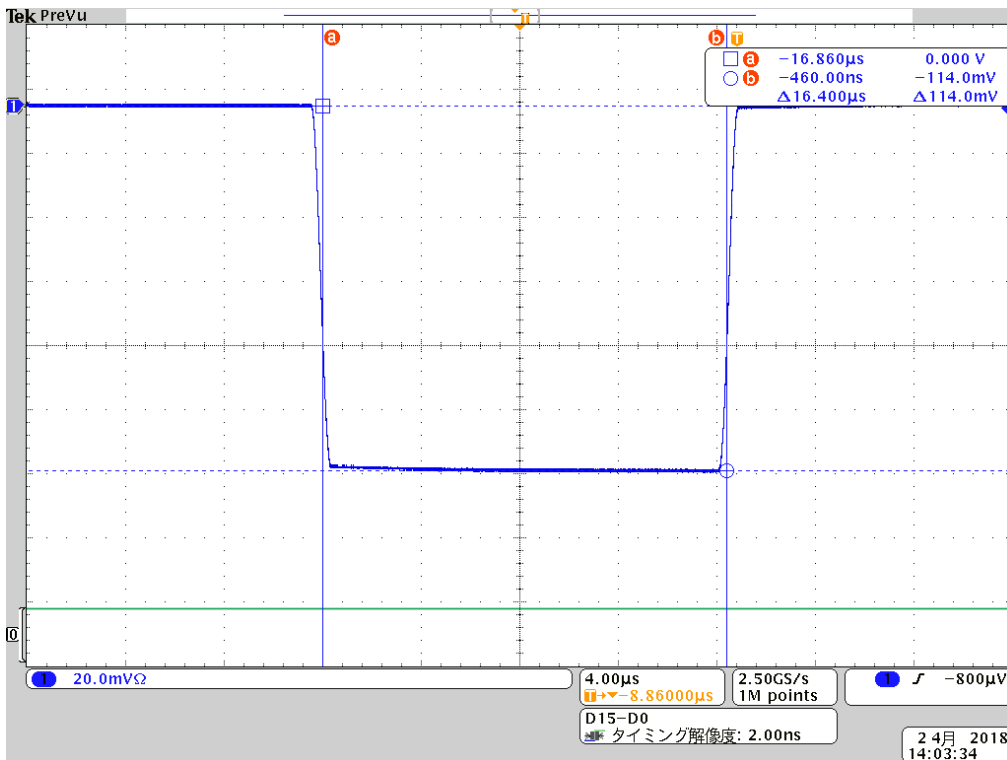 Tek PreVu
T
a
b T
a −16.860µs 0.000 V
b −460.00ns −114.0mV
Δ16.400µs Δ114.0mV
1
0
1 20.0mVΩ
4.00µs
T→▼−8.86000µs
2.50GS/s
1M points
1 −800µV
D15-D0
タイミング解像度: 2.00ns
2 4月 2018
14:03:34